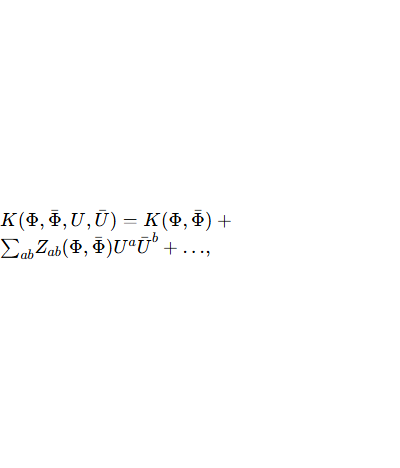 K(Φ, Φ̄, U, Ū) = K(Φ, Φ̄) +
∑_{ab} Z_{ab}(Φ, Φ̄)U^a Ū^b + …,